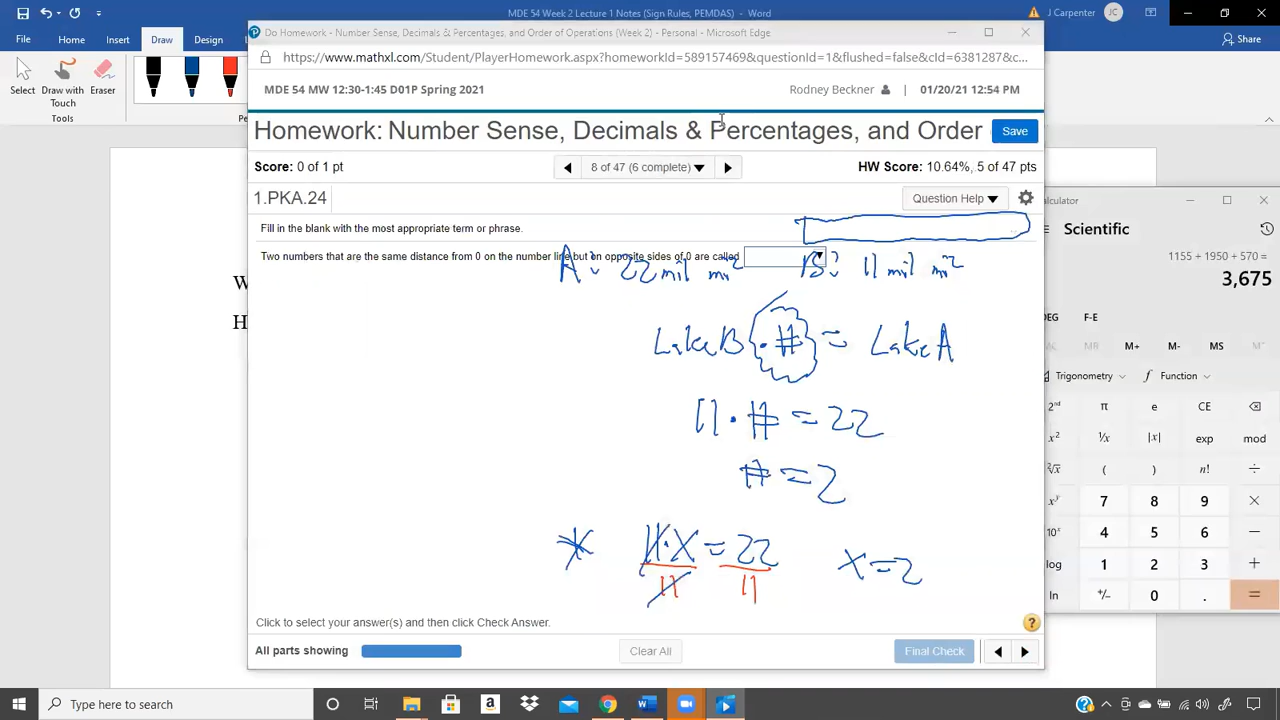 MDE 54 Week 2 Lecture 1 Notes (Sign Rules, PEMDAS) - Word
J Carpenter
JC
File
Home
Insert
Draw
Design
Share
Select
Draw with Touch
Eraser
Tools
Do Homework - Number Sense, Decimals & Percentages, and Order of Operations (Week 2) - Personal - Microsoft Edge
https://www.mathxl.com/Student/PlayerHomework.aspx?homeworkId=589157469&questionId=1&flushed=false&cId=6381287&c...
MDE 54 MW 12:30-1:45 D01P Spring 2021
Rodney Beckner | 01/20/21 12:54 PM
Homework: Number Sense, Decimals & Percentages, and Order
Save
Score: 0 of 1 pt
8 of 47 (6 complete)
HW Score: 10.64%, 5 of 47 pts
1.PKA.24
Question Help
Fill in the blank with the most appropriate term or phrase.
Two numbers that are the same distance from 0 on the number line but on opposite sides of 0 are called
A: 22 mil mi²
B: 11 mil mi²
Lake B · # = Lake A
11 · # = 22
# = 2
* 11 · X = 22
11 11
X = 2
Click to select your answer(s) and then click Check Answer.
All parts showing
Clear All
Final Check
W
H
alculator
Scientific
1155 + 1950 + 570 =
3,675
DEG F-E
MR M+ M- MS
Trigonometry Function
2ⁿᵈ π e CE
x² ¹/x |x| exp mod
²√x ( ) n! ÷
xʸ 7 8 9 ×
10ˣ 4 5 6 −
1 2 3 +
ln +/- 0 . =
Type here to search